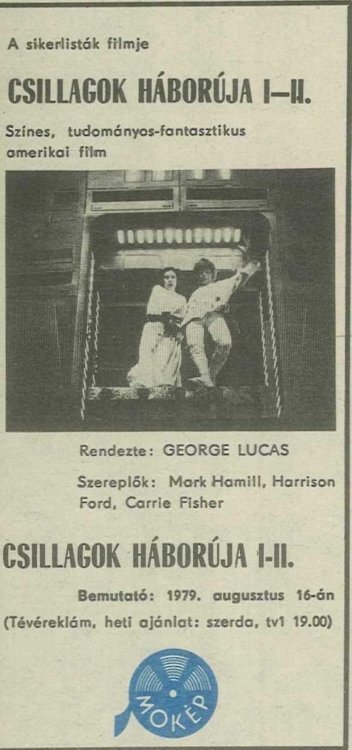 A sikerlisták filmje
CSILLAGOK HÁBORÚJA I–II.
Színes, tudományos-fantasztikus
amerikai film
Rendezte: GEORGE LUCAS
Szereplők: Mark Hamill, Harrison
Ford, Carrie Fisher
CSILLAGOK HÁBORÚJA I-II.
Bemutató: 1979. augusztus 16-án
(Tévéreklám, heti ajánlat: szerda, tv1 19.00)
MOKÉP